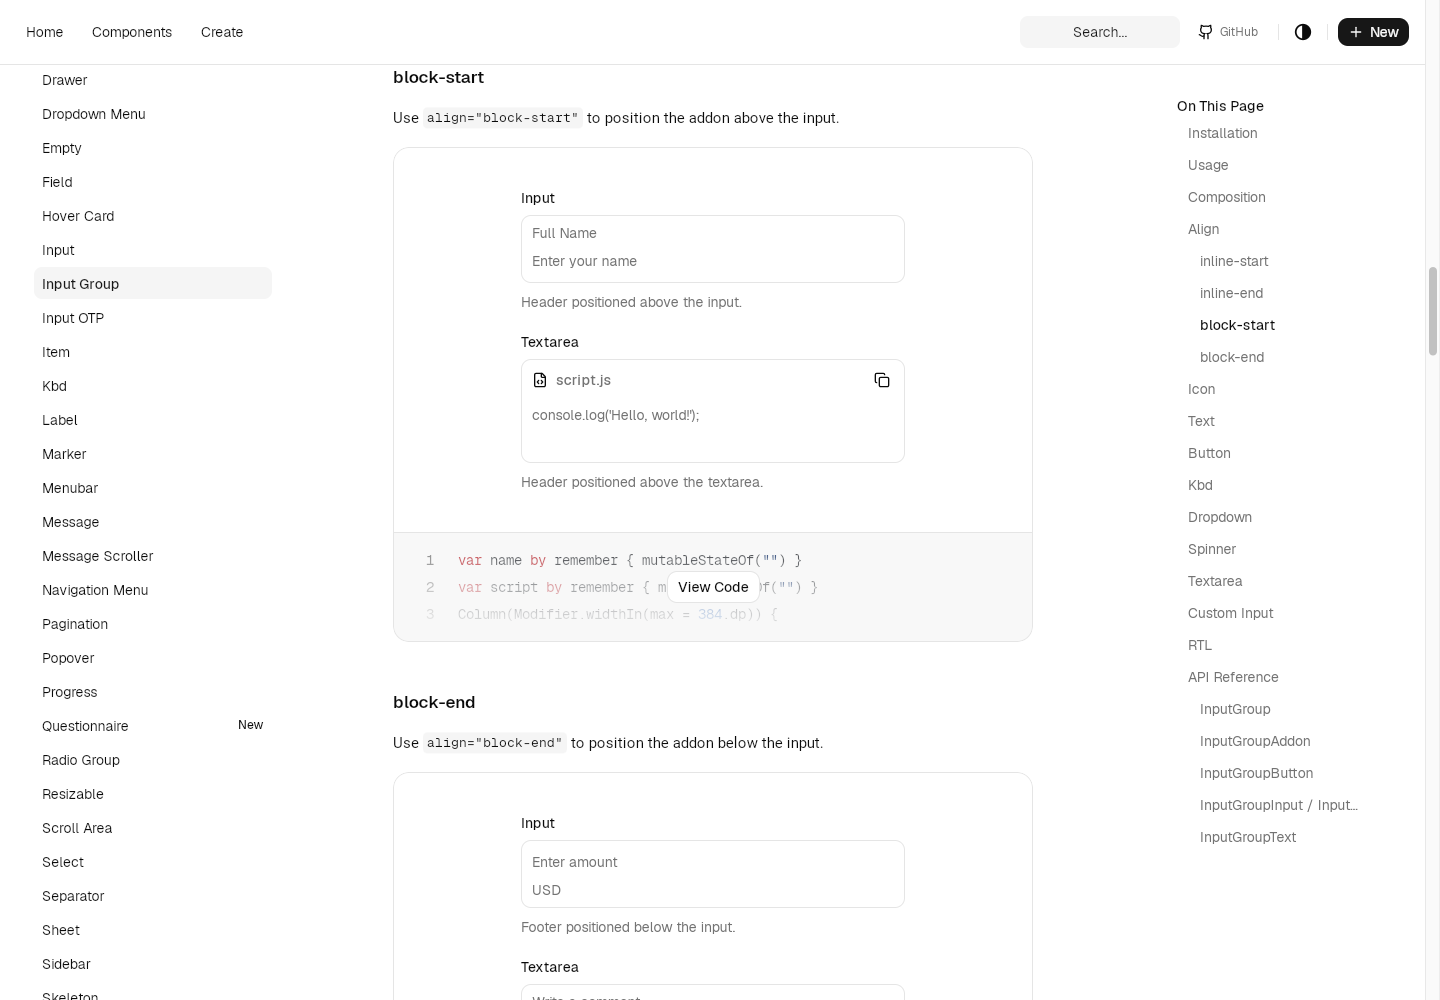 Home
Components
Create
Search...
GitHub
New
Drawer
Dropdown Menu
Empty
Field
Hover Card
Input
Input Group
Input OTP
Item
Kbd
Label
Marker
Menubar
Message
Message Scroller
Navigation Menu
Pagination
Popover
Progress
Questionnaire
New
Radio Group
Resizable
Scroll Area
Select
Separator
Sheet
Sidebar
Skeleton
block-start
Use align="block-start" to position the addon above the input.
Input
Full Name
Enter your name
Header positioned above the input.
Textarea
script.js
console.log('Hello, world!');
Header positioned above the textarea.
1 var name by remember { mutableStateOf("") }
2 var script by remember { m Of("") }
View Code
3 Column(Modifier.widthIn(max = 384.dp)) {
block-end
Use align="block-end" to position the addon below the input.
Input
Enter amount
USD
Footer positioned below the input.
Textarea
Write a comment
On This Page
Installation
Usage
Composition
Align
inline-start
inline-end
block-start
block-end
Icon
Text
Button
Kbd
Dropdown
Spinner
Textarea
Custom Input
RTL
API Reference
InputGroup
InputGroupAddon
InputGroupButton
InputGroupInput / Input...
InputGroupText